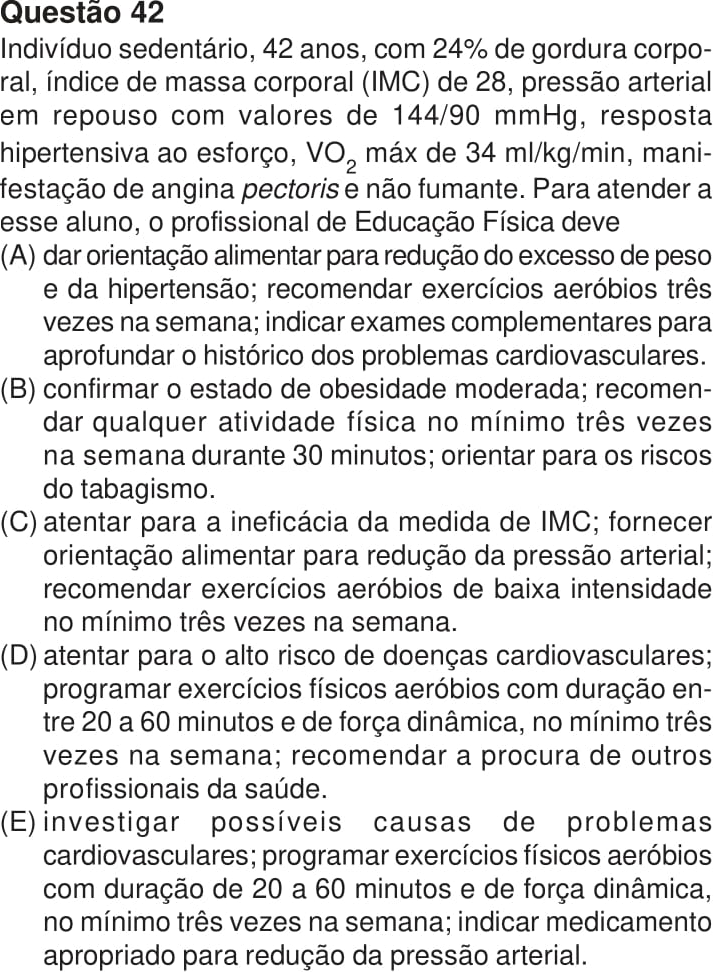 Questão 42
Indivíduo sedentário, 42 anos, com 24% de gordura corpo-
ral, índice de massa corporal (IMC) de 28, pressão arterial
em repouso com valores de 144/90 mmHg, resposta
hipertensiva ao esforço, VO2 máx de 34 ml/kg/min, mani-
festação de angina pectoris e não fumante. Para atender a
esse aluno, o profissional de Educação Física deve
(A) dar orientação alimentar para redução do excesso de peso
e da hipertensão; recomendar exercícios aeróbios três
vezes na semana; indicar exames complementares para
aprofundar o histórico dos problemas cardiovasculares.
(B) confirmar o estado de obesidade moderada; recomen-
dar qualquer atividade física no mínimo três vezes
na semana durante 30 minutos; orientar para os riscos
do tabagismo.
(C) atentar para a ineficácia da medida de IMC; fornecer
orientação alimentar para redução da pressão arterial;
recomendar exercícios aeróbios de baixa intensidade
no mínimo três vezes na semana.
(D) atentar para o alto risco de doenças cardiovasculares;
programar exercícios físicos aeróbios com duração en-
tre 20 a 60 minutos e de força dinâmica, no mínimo três
vezes na semana; recomendar a procura de outros
profissionais da saúde.
(E) investigar possíveis causas de problemas
cardiovasculares; programar exercícios físicos aeróbios
com duração de 20 a 60 minutos e de força dinâmica,
no mínimo três vezes na semana; indicar medicamento
apropriado para redução da pressão arterial.